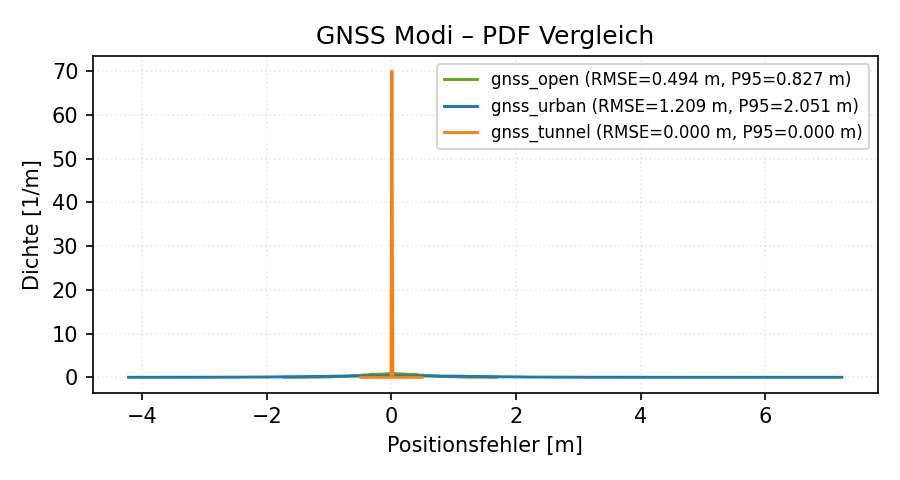 GNSS Modi – PDF Vergleich
gnss_open (RMSE=0.494 m, P95=0.827 m)
gnss_urban (RMSE=1.209 m, P95=2.051 m)
gnss_tunnel (RMSE=0.000 m, P95=0.000 m)
Dichte [1/m]
70
60
50
40
30
20
10
0
−4 −2 0 2 4 6
Positionsfehler [m]